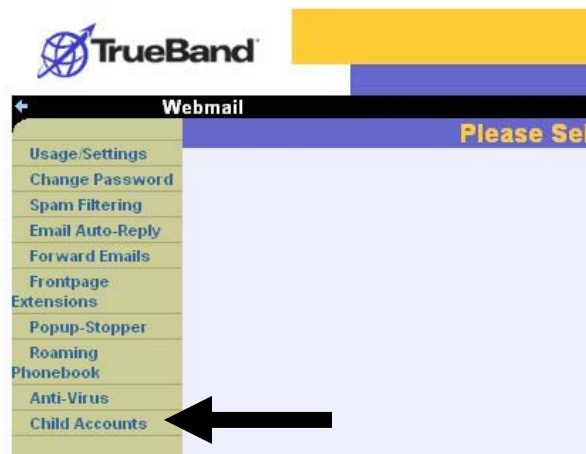 TrueBand
Webmail
Please Sel
Usage/Settings
Change Password
Spam Filtering
Email Auto-Reply
Forward Emails
Frontpage
Extensions
Popup-Stopper
Roaming
Phonebook
Anti-Virus
Child Accounts